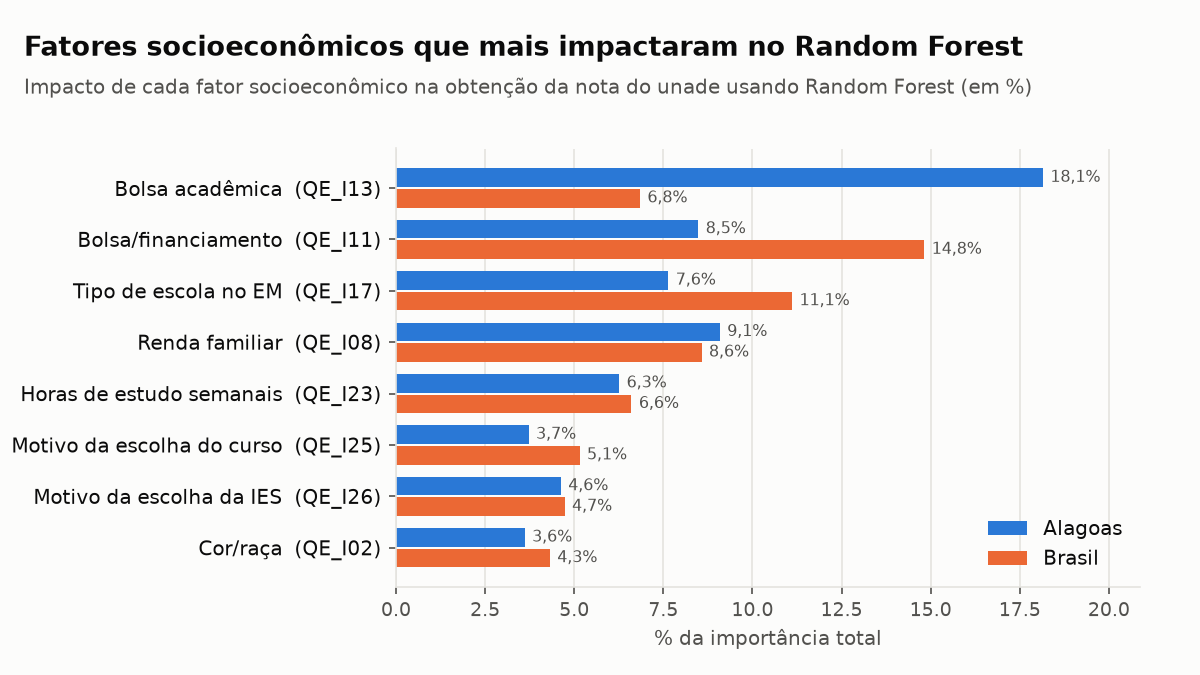 Fatores socioeconômicos que mais impactaram no Random Forest
Impacto de cada fator socioeconômico na obtenção da nota do unade usando Random Forest (em %)
Bolsa acadêmica (QE_I13)
18,1%
6,8%
Bolsa/financiamento (QE_I11)
8,5%
14,8%
Tipo de escola no EM (QE_I17)
7,6%
11,1%
Renda familiar (QE_I08)
9,1%
8,6%
Horas de estudo semanais (QE_I23)
6,3%
6,6%
Motivo da escolha do curso (QE_I25)
3,7%
5,1%
Motivo da escolha da IES (QE_I26)
4,6%
4,7%
Cor/raça (QE_I02)
3,6%
4,3%
Alagoas
Brasil
0.0 2.5 5.0 7.5 10.0 12.5 15.0 17.5 20.0
% da importância total